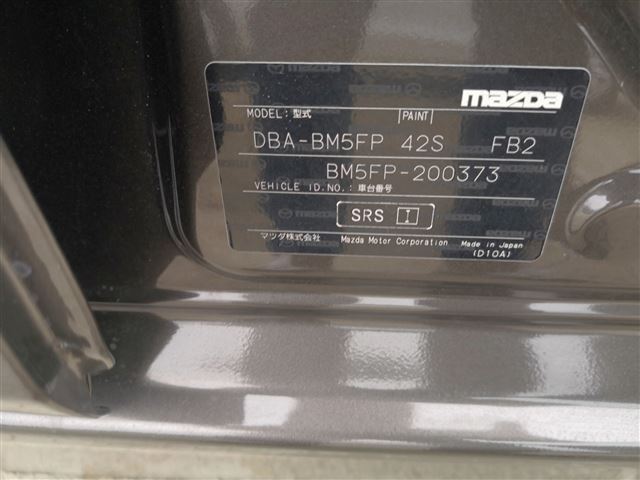 mazda
MODEL:型式 PAINT
DBA-BM5FP 42S FB2
BM5FP-200373
VEHICLE ID.NO.:車台番号
SRS I
マツダ株式会社 Mazda Motor Corporation Made in Japan
(D10A)